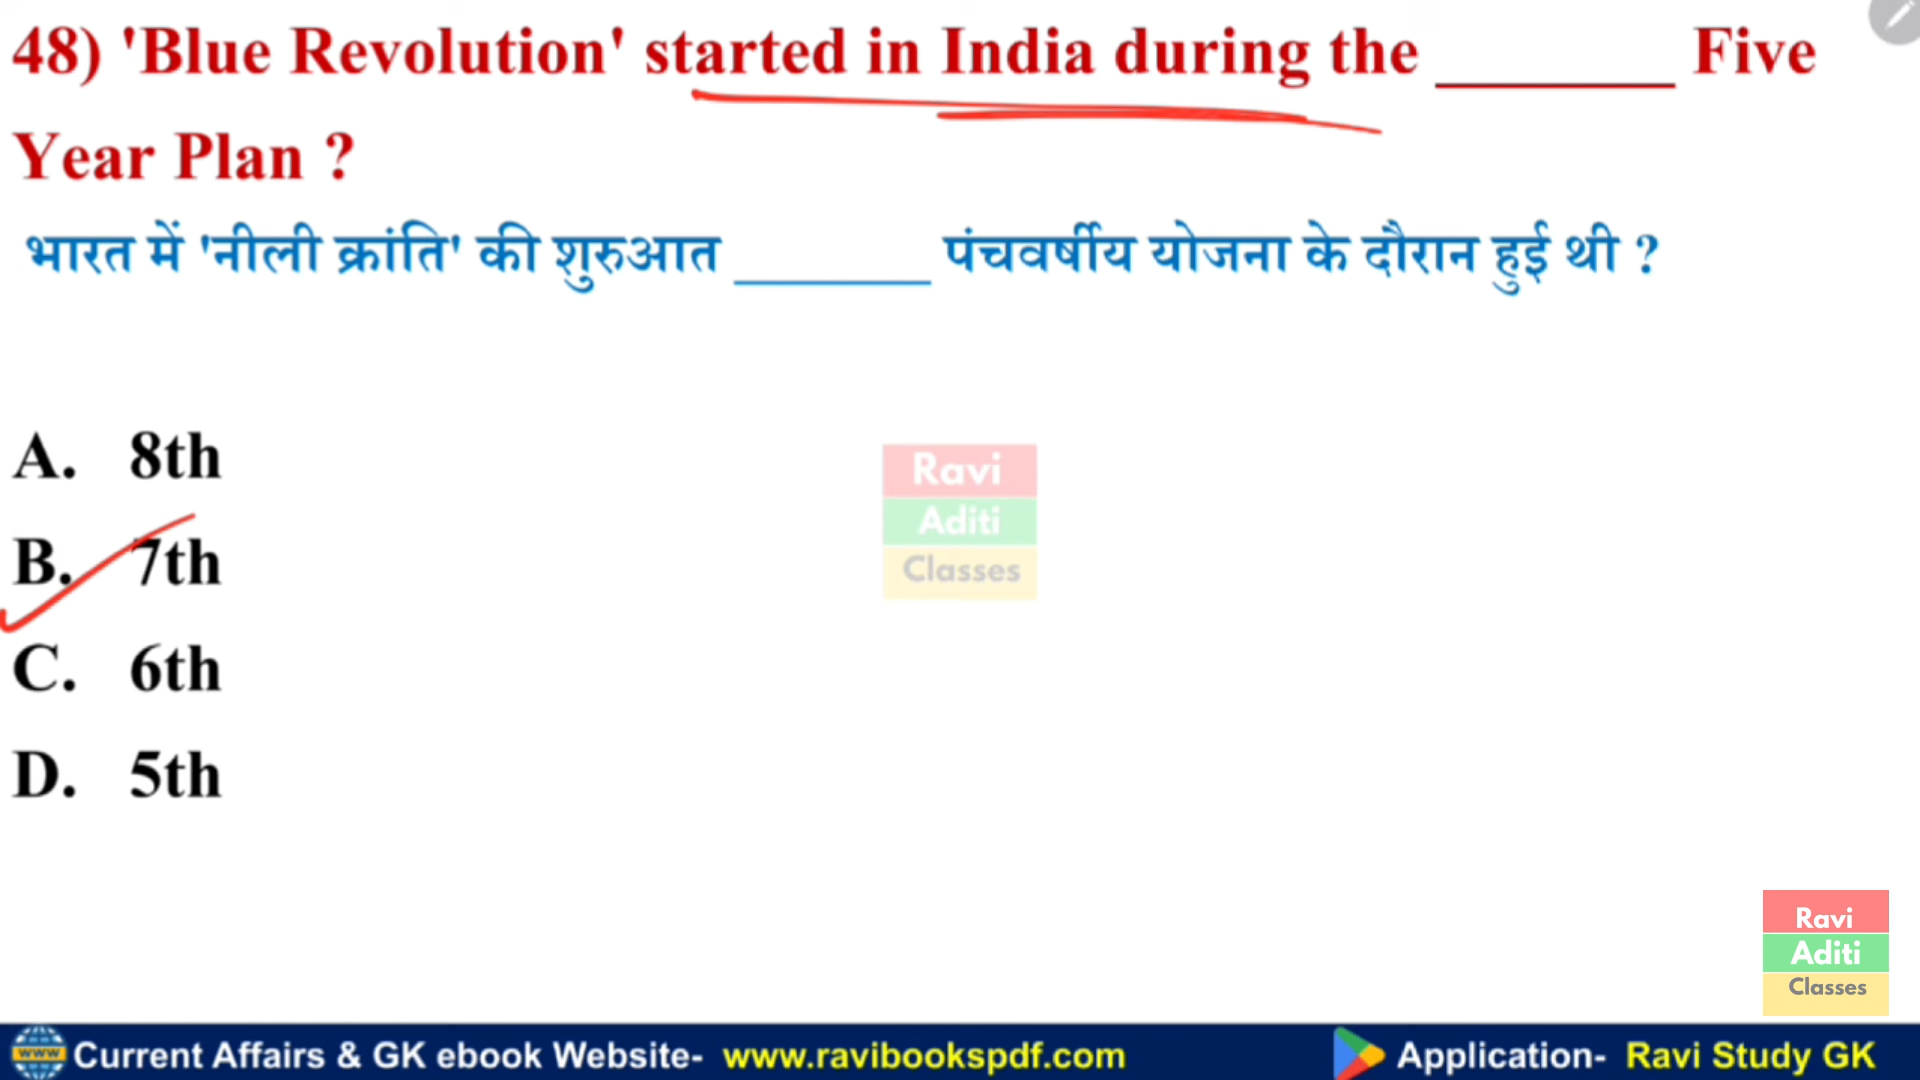 48) 'Blue Revolution' started in India during the ________ Five
Year Plan ?
भारत में 'नीली क्रांति' की शुरुआत _______ पंचवर्षीय योजना के दौरान हुई थी ?
A. 8th
Ravi
Aditi
Classes
B. 7th
C. 6th
D. 5th
Ravi
Aditi
Classes
www Current Affairs & GK ebook Website- www.ravibookspdf.com Application- Ravi Study GK